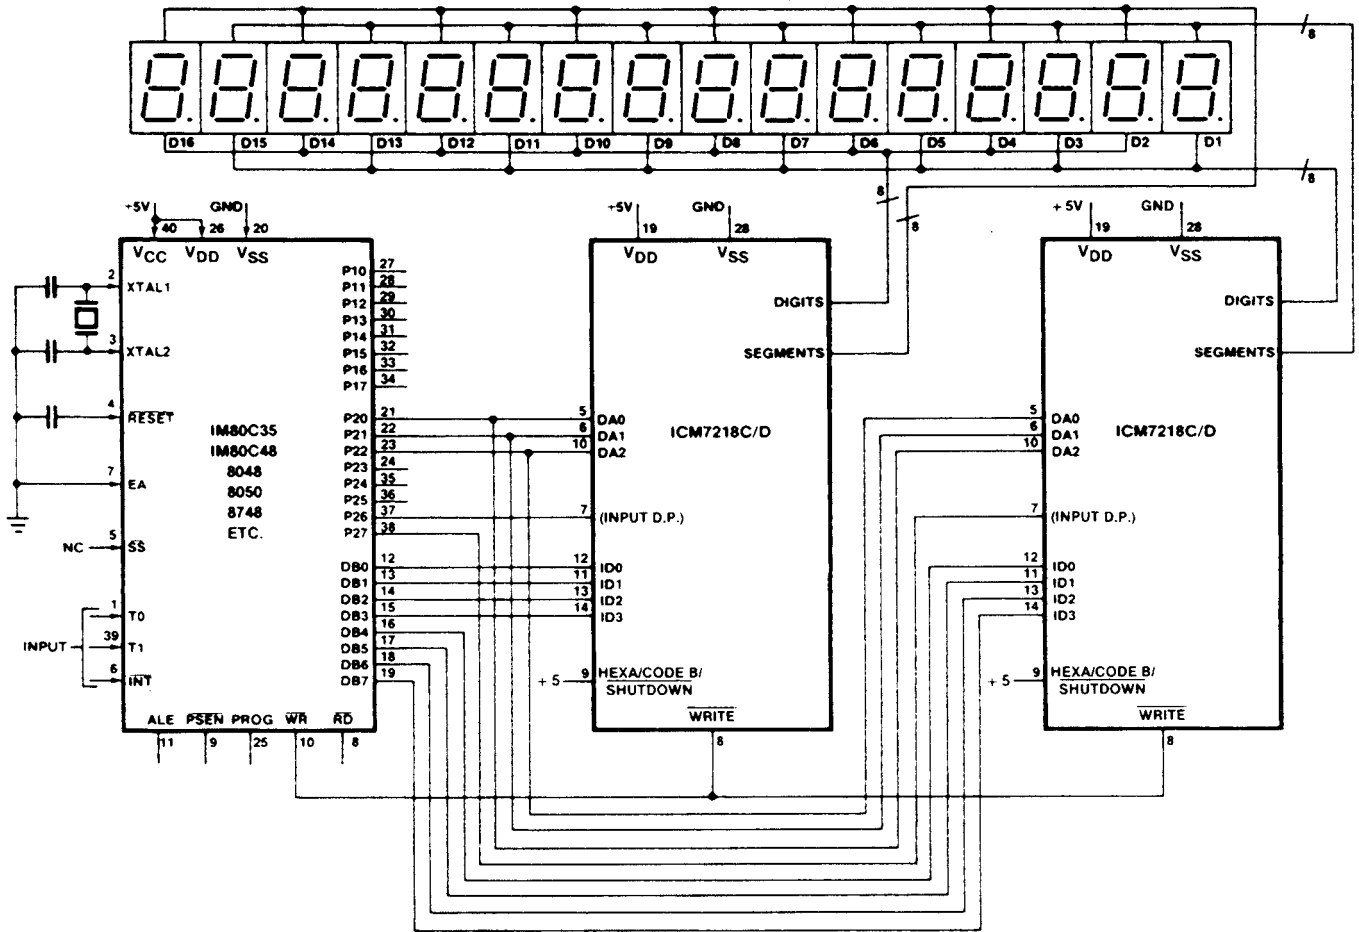 8
D16 D15 D14 D13 D12 D11 D10 D9 D8 D7 D6 D5 D4 D3 D2 D1
8
8
8
+5V GND
40 26 20
VCC VDD VSS
2 XTAL1
3 XTAL2
4 RESET
7 EA
NC 5 SS
INPUT
1 T0
39 T1
6 INT
IM80C35
IM80C48
8048
8050
8748
ETC.
P10 27
P11 28
P12 29
P13 30
P14 31
P15 32
P16 33
P17 34
P20 21
P21 22
P22 23
P23 24
P24 35
P25 36
P26 37
P27 38
DB0 12
DB1 13
DB2 14
DB3 15
DB4 16
DB5 17
DB6 18
DB7 19
ALE PSEN PROG WR RD
11 9 25 10 8
+5V GND
19 28
VDD VSS
DIGITS
SEGMENTS
5 DA0
6 DA1
10 DA2
ICM7218C/D
7 (INPUT D.P.)
12 ID0
11 ID1
13 ID2
14 ID3
+ 5 9 HEXA/CODE B/
SHUTDOWN
WRITE
8
+ 5V GND
19 28
VDD VSS
DIGITS
SEGMENTS
5 DA0
6 DA1
10 DA2
ICM7218C/D
7 (INPUT D.P.)
12 ID0
11 ID1
13 ID2
14 ID3
+ 5 9 HEXA/CODE B/
SHUTDOWN
WRITE
8